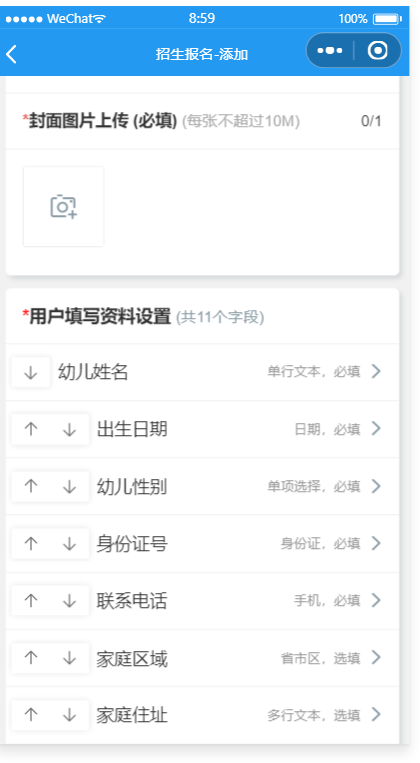 WeChat 8:59 100%
招生报名-添加
*封面图片上传 (必填) (每张不超过10M) 0/1
*用户填写资料设置 (共11个字段)
幼儿姓名 单行文本，必填
出生日期 日期，必填
幼儿性别 单项选择，必填
身份证号 身份证，必填
联系电话 手机，必填
家庭区域 省市区，选填
家庭住址 多行文本，选填